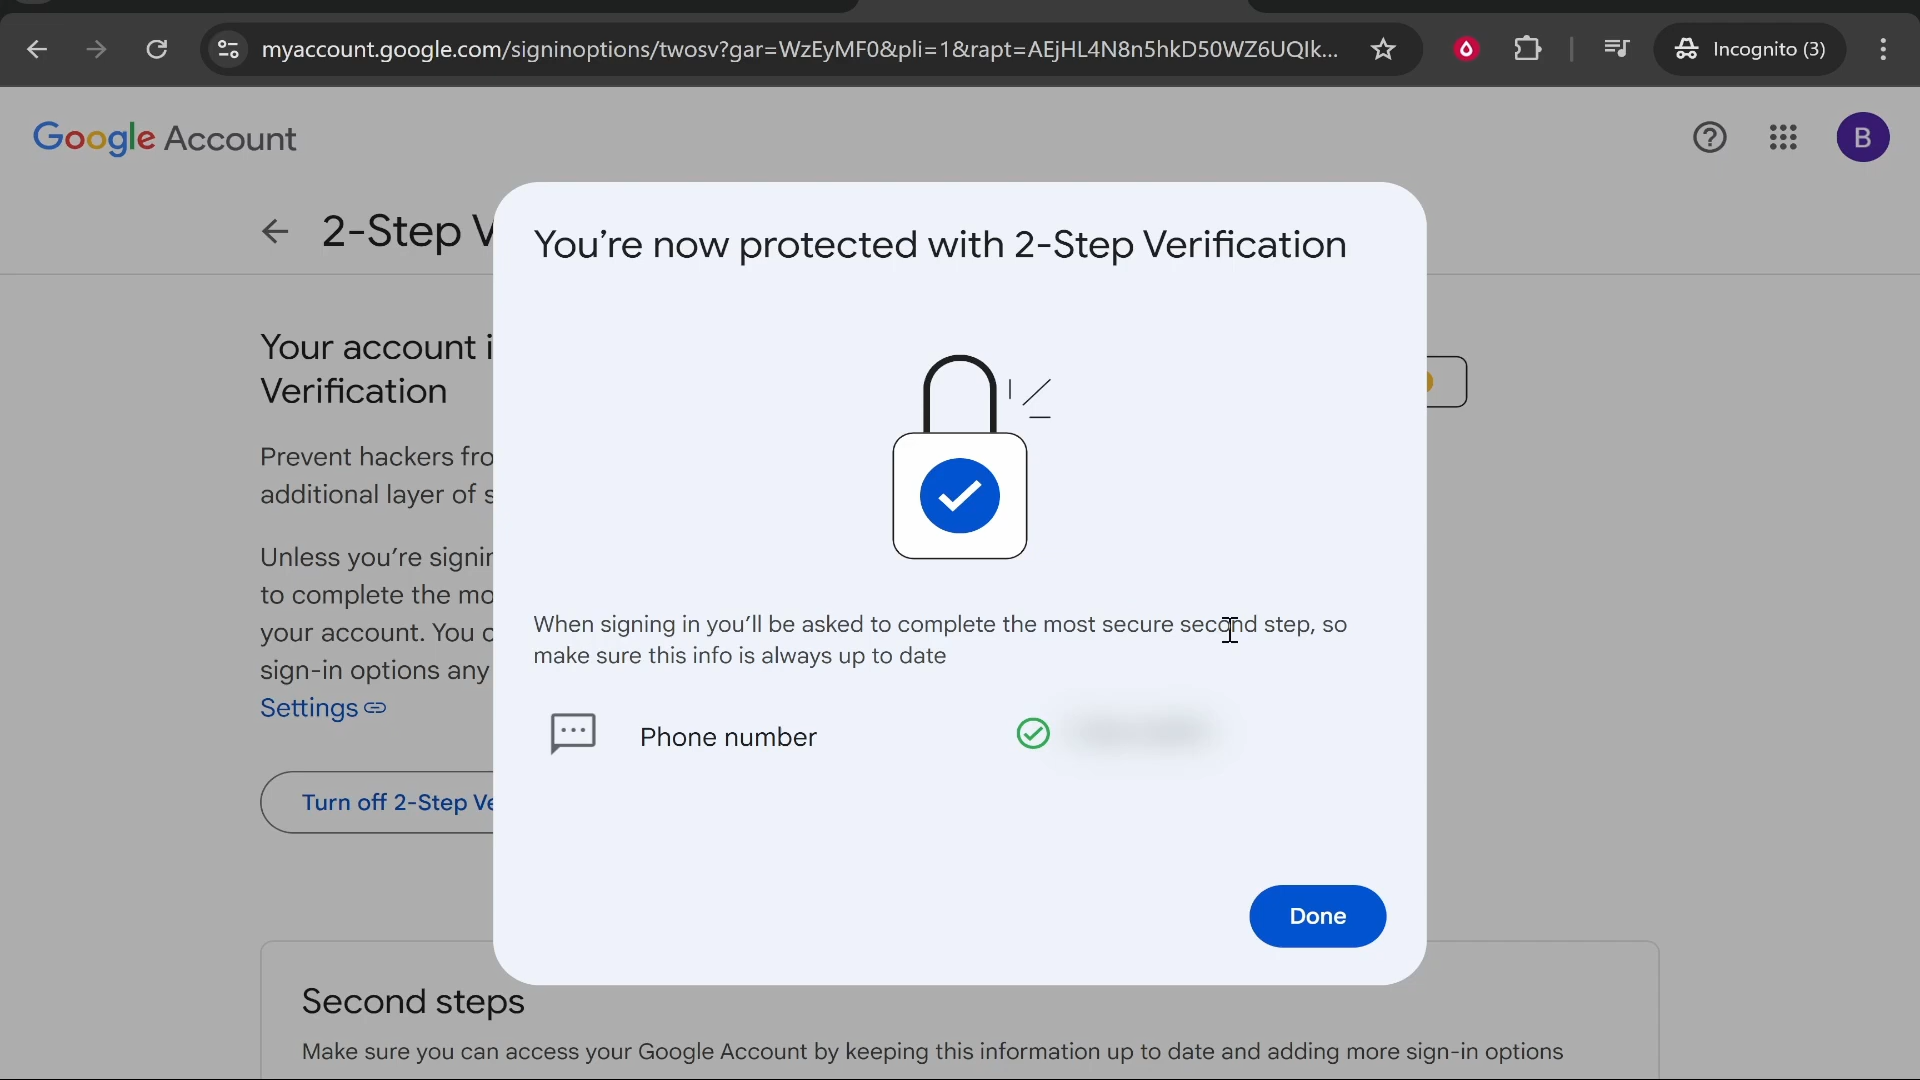 myaccount.google.com/signinoptions/twosv?gar=WzEyMF0&pli=1&rapt=AEjHL4N8n5hkD50WZ6UQIk...
Incognito (3)
Google Account
B
2-Step V
You're now protected with 2-Step Verification
Your account i
Verification
Prevent hackers fro
additional layer of s
Unless you're signin
to complete the mo
your account. You c
sign-in options any
Settings
When signing in you'll be asked to complete the most secure second step, so
make sure this info is always up to date
Phone number
Turn off 2-Step Ve
Done
Second steps
Make sure you can access your Google Account by keeping this information up to date and adding more sign-in options